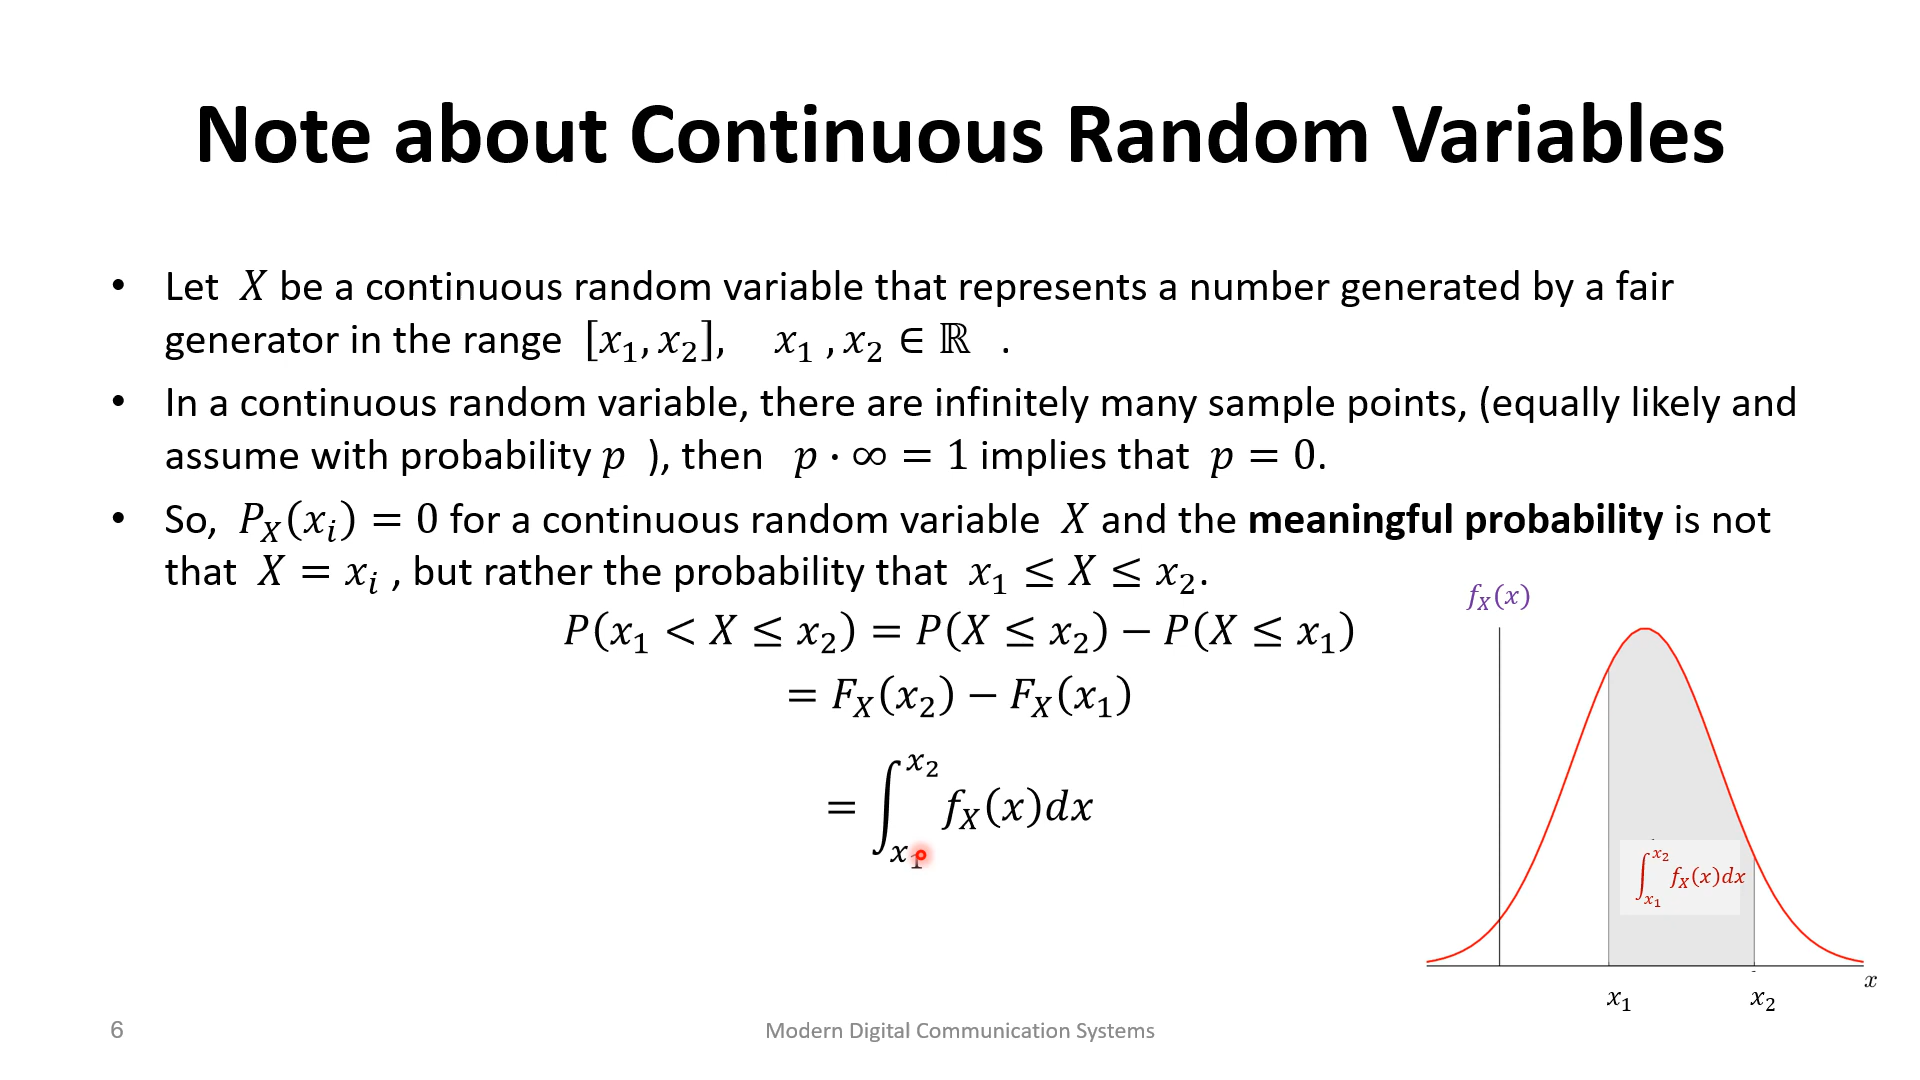 Note about Continuous Random Variables
• Let X be a continuous random variable that represents a number generated by a fair
generator in the range [x₁, x₂], x₁ , x₂ ∈ ℝ .
• In a continuous random variable, there are infinitely many sample points, (equally likely and
assume with probability p ), then p · ∞ = 1 implies that p = 0.
• So, P_X(x_i) = 0 for a continuous random variable X and the meaningful probability is not
that X = x_i , but rather the probability that x₁ ≤ X ≤ x₂.
P(x₁ < X ≤ x₂) = P(X ≤ x₂) − P(X ≤ x₁)
= F_X(x₂) − F_X(x₁)
= ∫_{x₁}^{x₂} f_X(x)dx
f_X(x)
∫_{x₁}^{x₂} f_X(x)dx
x
x₁ x₂
6 Modern Digital Communication Systems